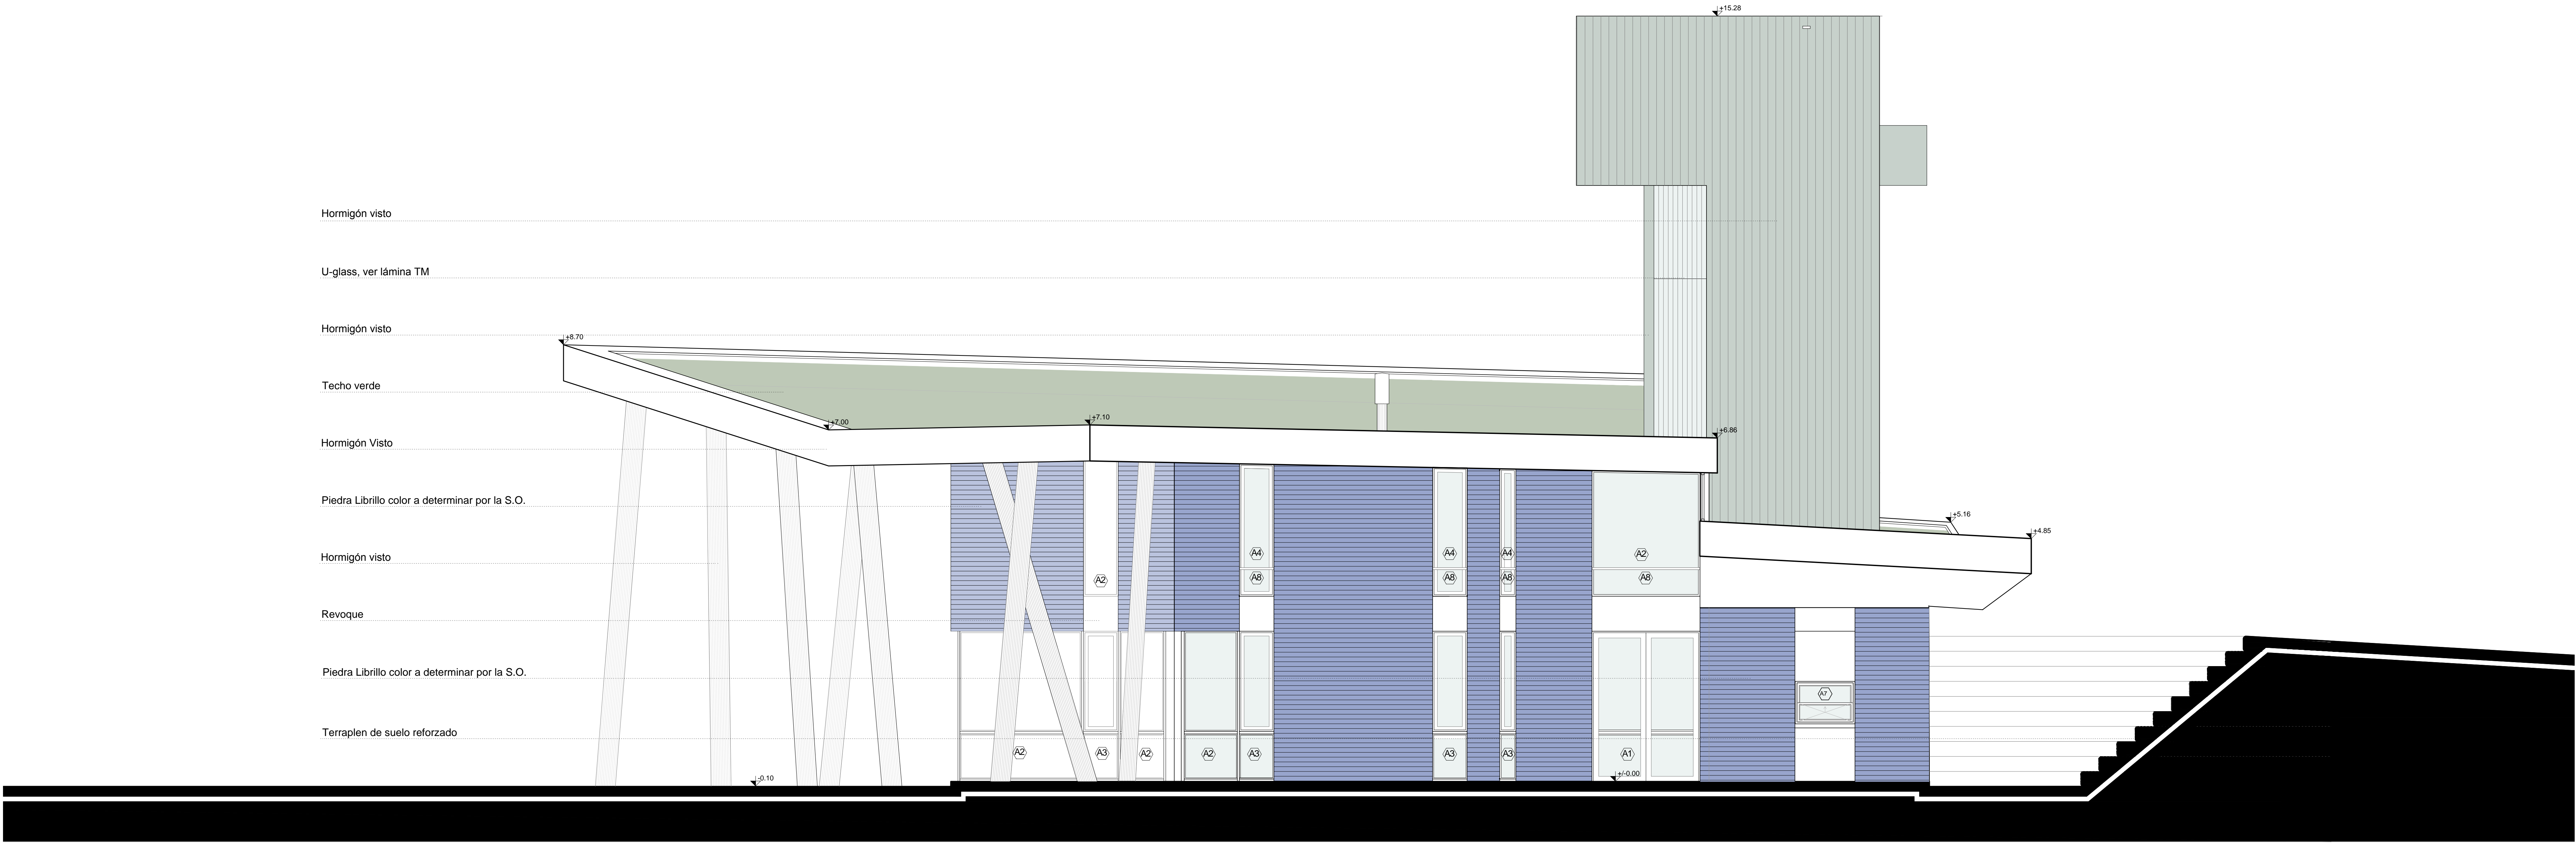 +15.28
Hormigón visto
U-glass, ver lámina TM
Hormigón visto
+8.70
Techo verde
+7.00
+7.10
+6.86
Hormigón Visto
Piedra Librillo color a determinar por la S.O.
+5.16
+4.85
Hormigón visto
A4
A4
A4
A2
A2
A8
A8
A8
A8
Revoque
Piedra Librillo color a determinar por la S.O.
A7
Terraplen de suelo reforzado
A2
A3
A2
A2
A3
A3
A3
A1
-0.10
+/-0.00